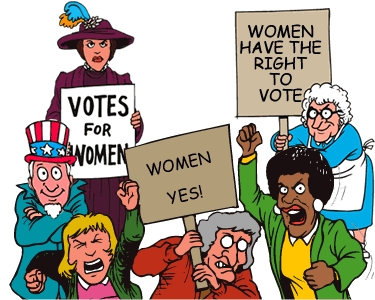 VOTES
FOR
WOMEN
WOMEN
YES!
WOMEN
HAVE THE
RIGHT
TO
VOTE